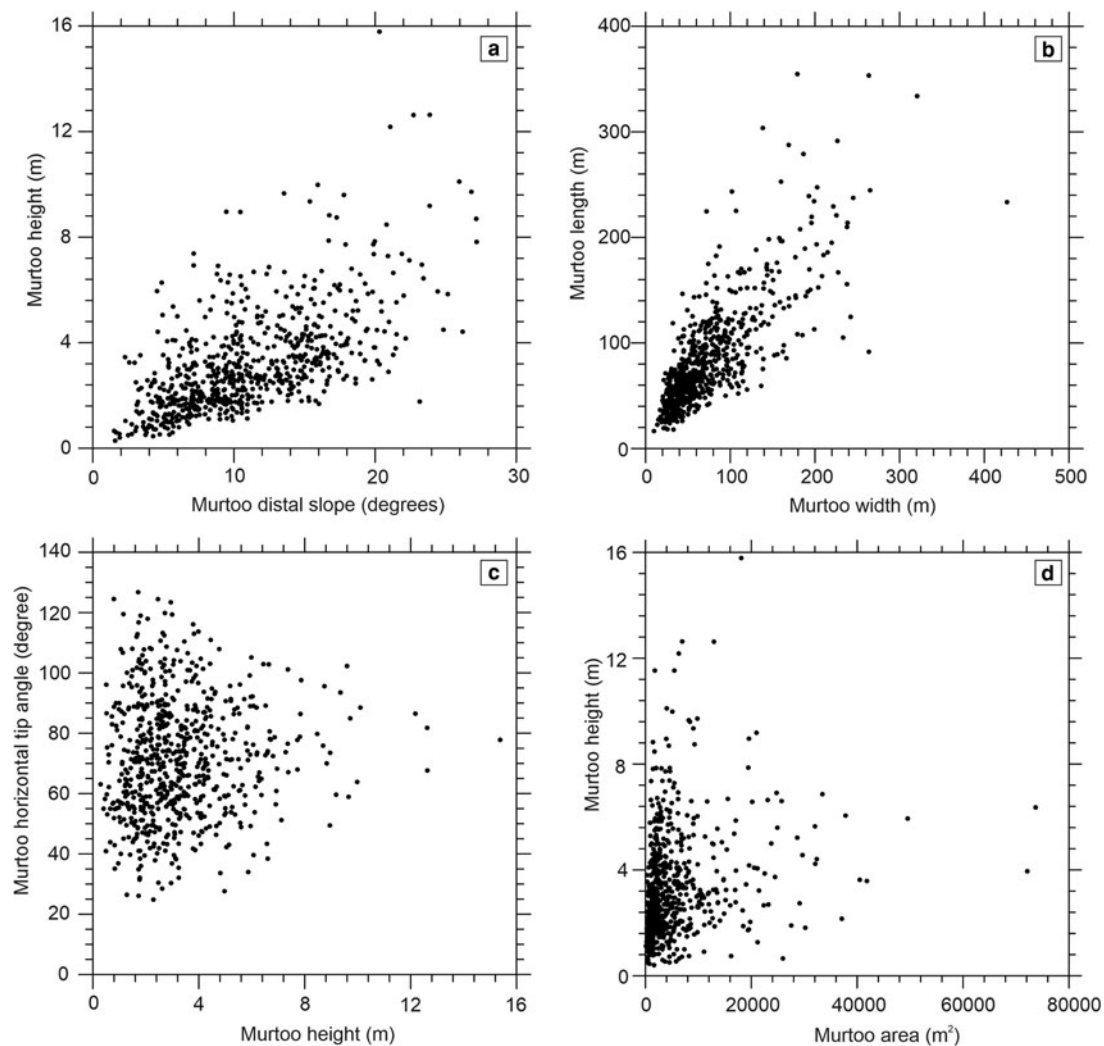 16
a
12
Murtoo height (m)
8
4
0
0 10 20 30
Murtoo distal slope (degrees)
400
b
300
Murtoo length (m)
200
100
0
0 100 200 300 400 500
Murtoo width (m)
140
c
120
100
Murtoo horizontal tip angle (degree)
80
60
40
20
0
0 4 8 12 16
Murtoo height (m)
16
d
12
Murtoo height (m)
8
4
0
0 20000 40000 60000 80000
Murtoo area (m²)